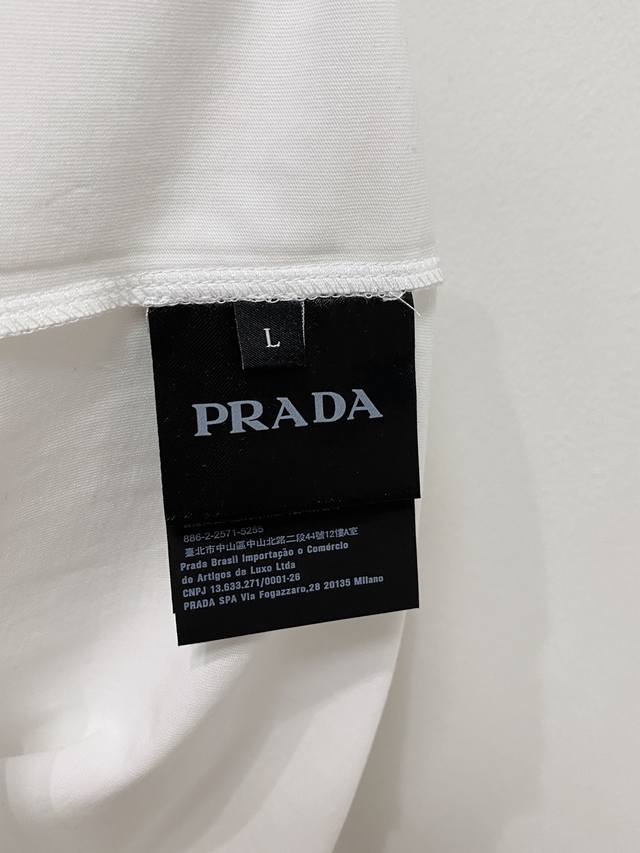 L
PRADA
886-2-2571-5255
臺北市中山區中山北路二段44號12樓A室
Prada Brasil Importação o Comércio
do Artigos de Luxo Ltda
CNPJ 13.633.271/0001-26
PRADA SPA Via Fogazzaro,28 20135 Milano